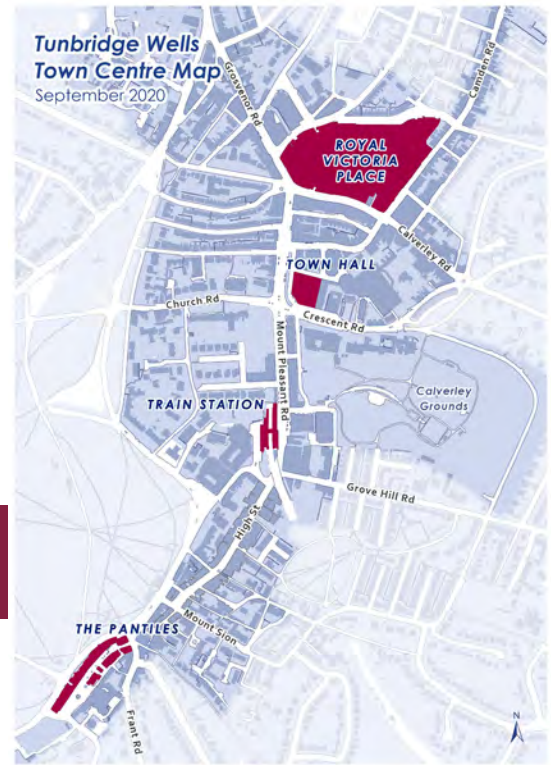 Tunbridge Wells
Town Centre Map
September 2020
Grosvenor Rd
Camden Rd
ROYAL
VICTORIA
PLACE
Calverley Rd
TOWN HALL
Church Rd
Crescent Rd
Mount Pleasant Rd
Calverley
Grounds
TRAIN STATION
Grove Hill Rd
High St
Mount Sion
THE PANTILES
Frant Rd
N